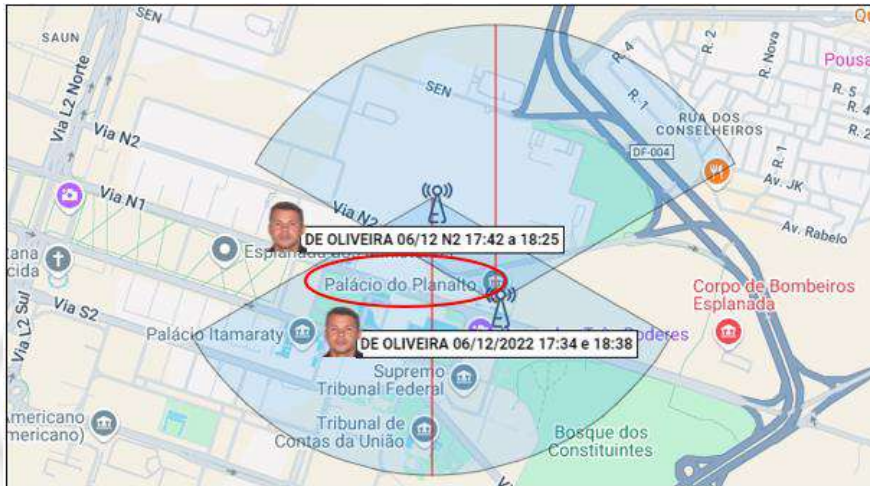 SAUN
SEN
Via L2 Norte
Via N2
Via N1
Via S2
Via L2 Sul
SEN
R. 4
R. 1
R. 2
R. Nova
R. 5
R. 4
R. 2
R. 1
Qu
Pousa
RUA DOS
CONSELHEIROS
DF-004
Av. JK
Av. Rabelo
Via N2
DE OLIVEIRA 06/12 N2 17:42 a 18:25
Palácio do Planalto
Corpo de Bombeiros
Esplanada
Palácio Itamaraty
DE OLIVEIRA 06/12/2022 17:34 e 18:38
Supremo
Tribunal Federal
Tribunal de
Contas da União
Bosque dos
Constituintes
tana
cida
Americano
mericano)